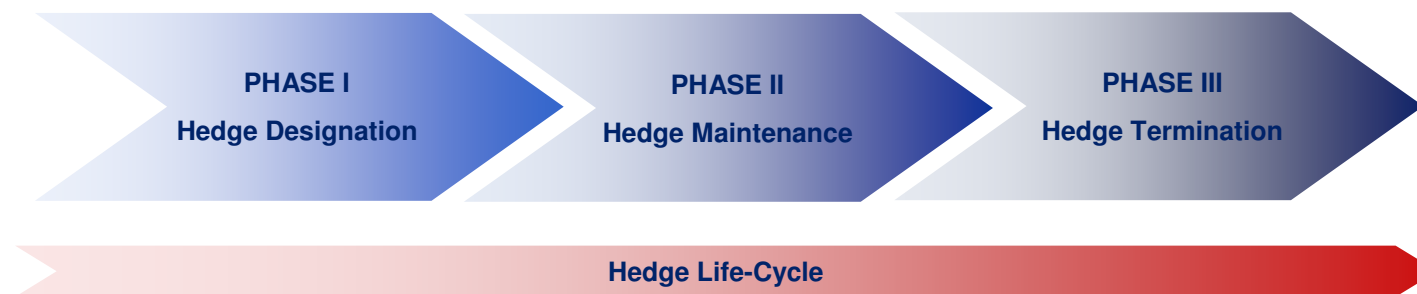 PHASE I
Hedge Designation
PHASE II
Hedge Maintenance
PHASE III
Hedge Termination
Hedge Life-Cycle